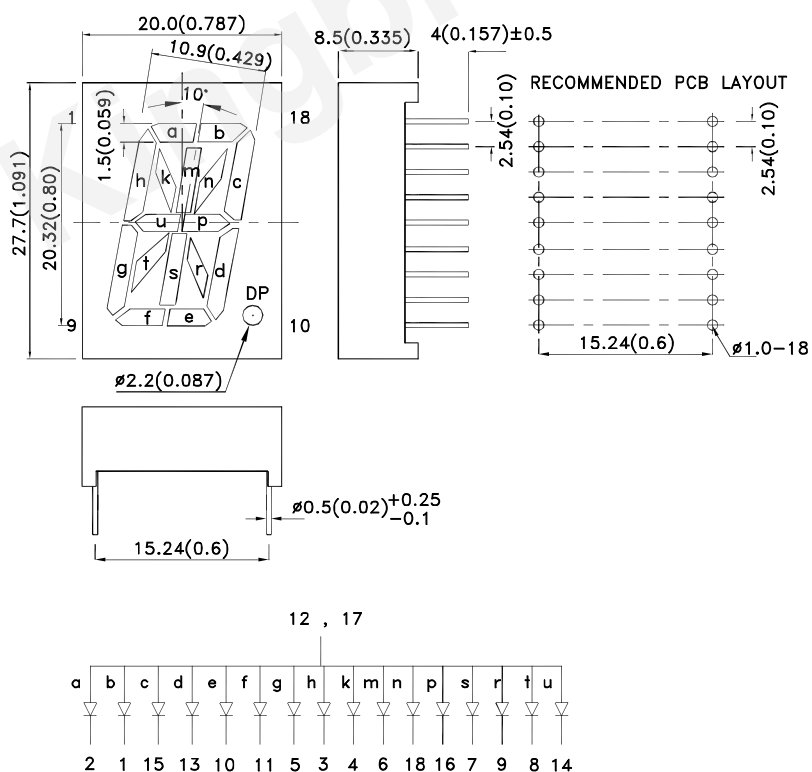 20.0(0.787)
10.9(0.429)
10°
1.5(0.059)
27.7(1.091)
20.32(0.80)
1
18
9
10
a
b
h
k
m
n
c
u
p
g
t
s
r
d
f
e
DP
ø2.2(0.087)
8.5(0.335)
4(0.157)±0.5
2.54(0.10)
RECOMMENDED PCB LAYOUT
2.54(0.10)
15.24(0.6)
ø1.0-18
ø0.5(0.02)+0.25
-0.1
15.24(0.6)
12 , 17
a b c d e f g h k m n p s r t u
2 1 15 13 10 11 5 3 4 6 18 16 7 9 8 14